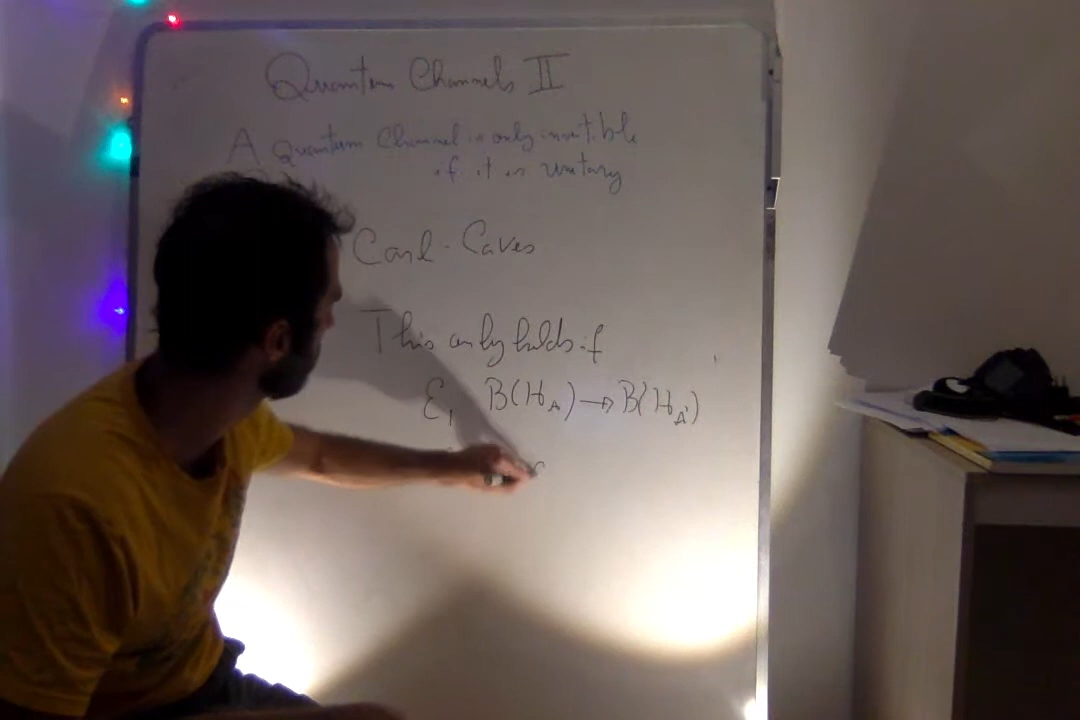 Quantum Channels II
A Quantum Channel is only invertible
if it is unitary
Carl - Caves
This only holds if
ℰ₁ B(H_A) → B(H_A')